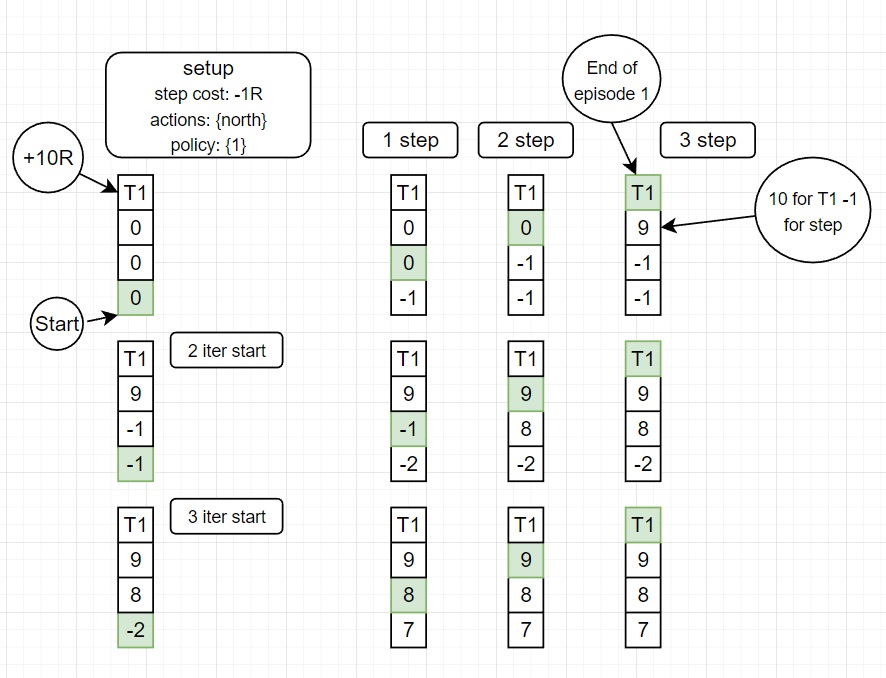 setup
step cost: -1R
actions: {north}
policy: {1}
End of
episode 1
+10R
1 step
2 step
3 step
10 for T1 -1
for step
Start
T1
0
0
0
T1
0
0
-1
T1
0
-1
-1
T1
9
-1
-1
2 iter start
T1
9
-1
-1
T1
9
-1
-2
T1
9
8
-2
T1
9
8
-2
3 iter start
T1
9
8
-2
T1
9
8
7
T1
9
8
7
T1
9
8
7